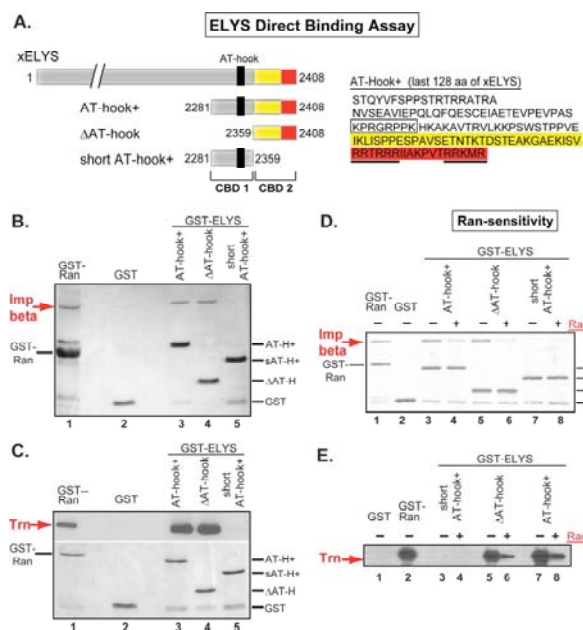 A.
ELYS Direct Binding Assay
xELYS
AT-hook
1
2408
AT-hook+
2281
2408
ΔAT-hook
2359
2408
short AT-hook+
2281
2359
CBD 1
CBD 2
AT-Hook+ (last 128 aa of xELYS)
STQYVFSPPSTRTRRATRA
NVSEAVIEPQLQFQESCEIAETEVPEVPAS
KPRGRPPKHKAKAVTRVLKKPSWSTPPVE
IKLISPPESPAVSETNTKTDSTEAKGAEKISV
RRTRRRIIAKPVTRRKMR
B.
GST-ELYS
GST-
Ran
GST
AT-hook+
ΔAT-hook
short
AT-hook+
Imp
beta
GST-
Ran
AT-H+
sAT-H+
ΔAT-H
GST
1 2 3 4 5
C.
GST-ELYS
GST-
Ran
GST
AT-hook+
ΔAT-hook
short
AT-hook+
Trn
GST-
Ran
AT-H+
sAT-H+
ΔAT-H
GST
1 2 3 4 5
D.
Ran-sensitivity
GST-ELYS
GST-Ran
GST
AT-hook+
ΔAT-hook
short
AT-hook+
– – – + – + – +
Imp
beta
GST-
Ran
1 2 3 4 5 6 7 8
E.
GST-ELYS
GST
GST-Ran
short
AT-hook+
ΔAT-hook
AT-hook+
– – – + – + – +
Trn
1 2 3 4 5 6 7 8